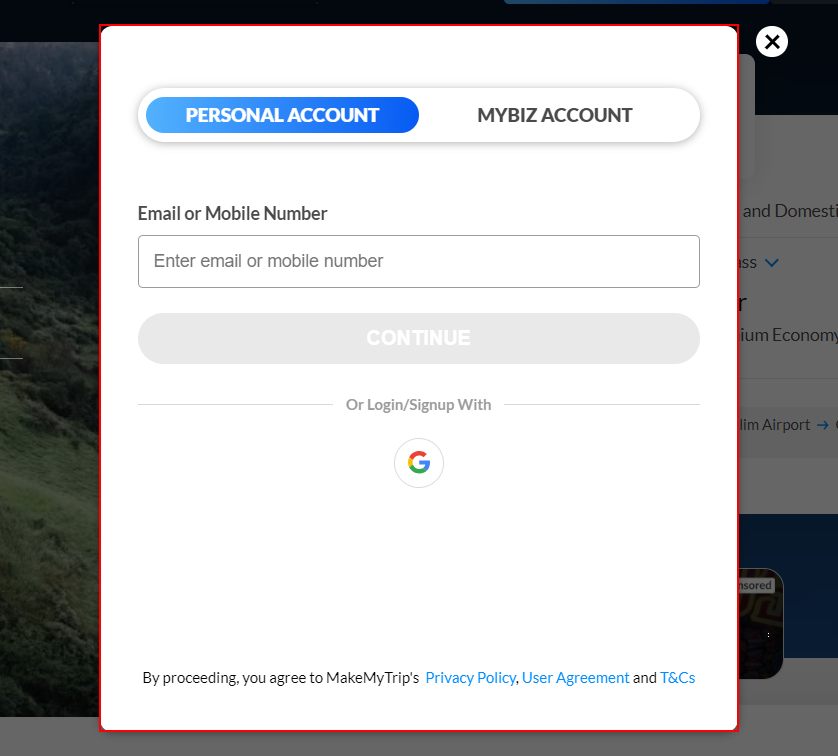 PERSONAL ACCOUNT MYBIZ ACCOUNT
and Domesti
Email or Mobile Number
Enter email or mobile number
ss
r
ium Economy
CONTINUE
Or Login/Signup With
lim Airport →
nsored
By proceeding, you agree to MakeMyTrip's Privacy Policy, User Agreement and T&Cs